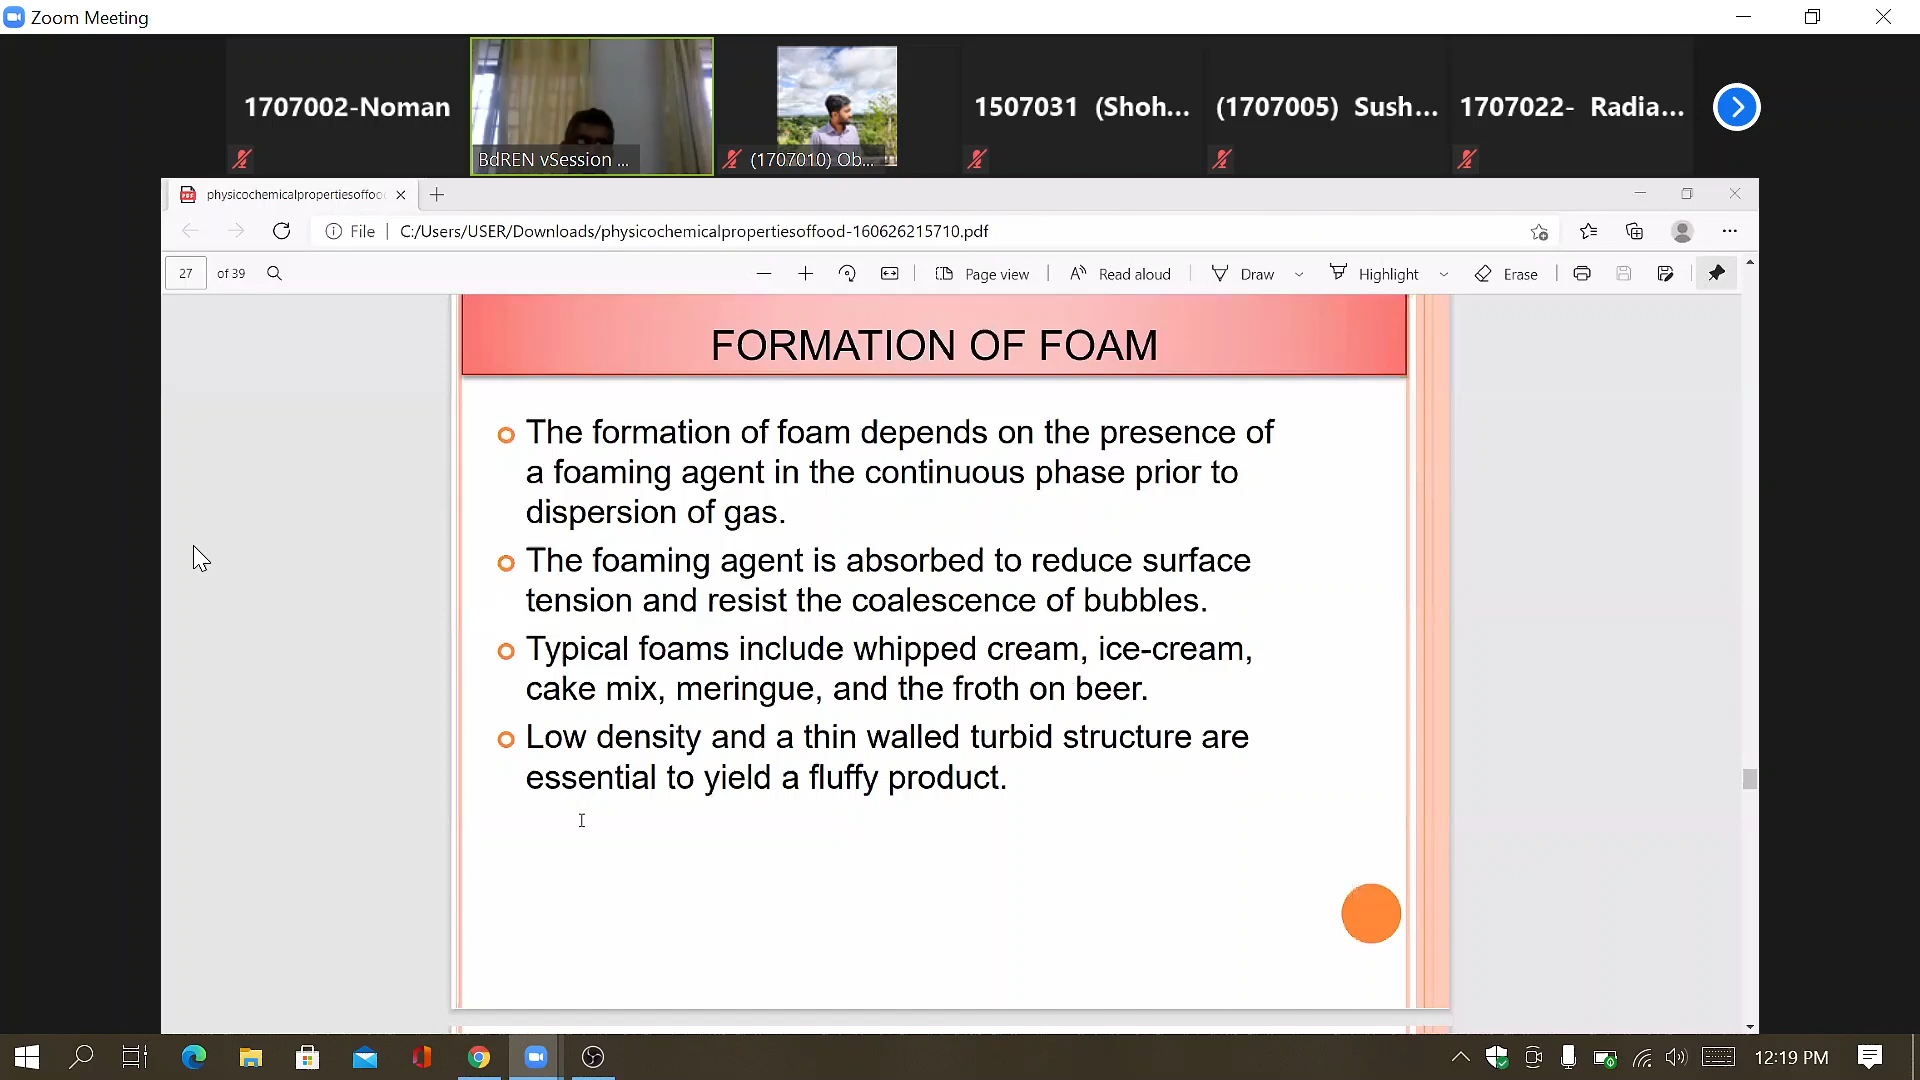 Zoom Meeting
1707002-Noman
BdREN vSession ...
(1707010) Ob...
1507031 (Shoh...
(1707005) Sush...
1707022- Radia...
physicochemicalpropertiesoffoo
File
C:/Users/USER/Downloads/physicochemicalpropertiesoffood-160626215710.pdf
27 of 39
Page view
Read aloud
Draw
Highlight
Erase
FORMATION OF FOAM
The formation of foam depends on the presence of
a foaming agent in the continuous phase prior to
dispersion of gas.
The foaming agent is absorbed to reduce surface
tension and resist the coalescence of bubbles.
Typical foams include whipped cream, ice-cream,
cake mix, meringue, and the froth on beer.
Low density and a thin walled turbid structure are
essential to yield a fluffy product.
12:19 PM